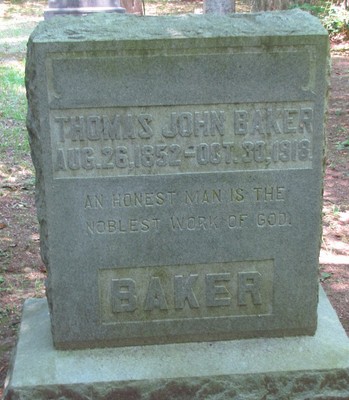 THOMAS JOHN BAKER
AUG. 26, 1852 - OCT. 30, 1918.
AN HONEST MAN IS THE
NOBLEST WORK OF GOD.
BAKER